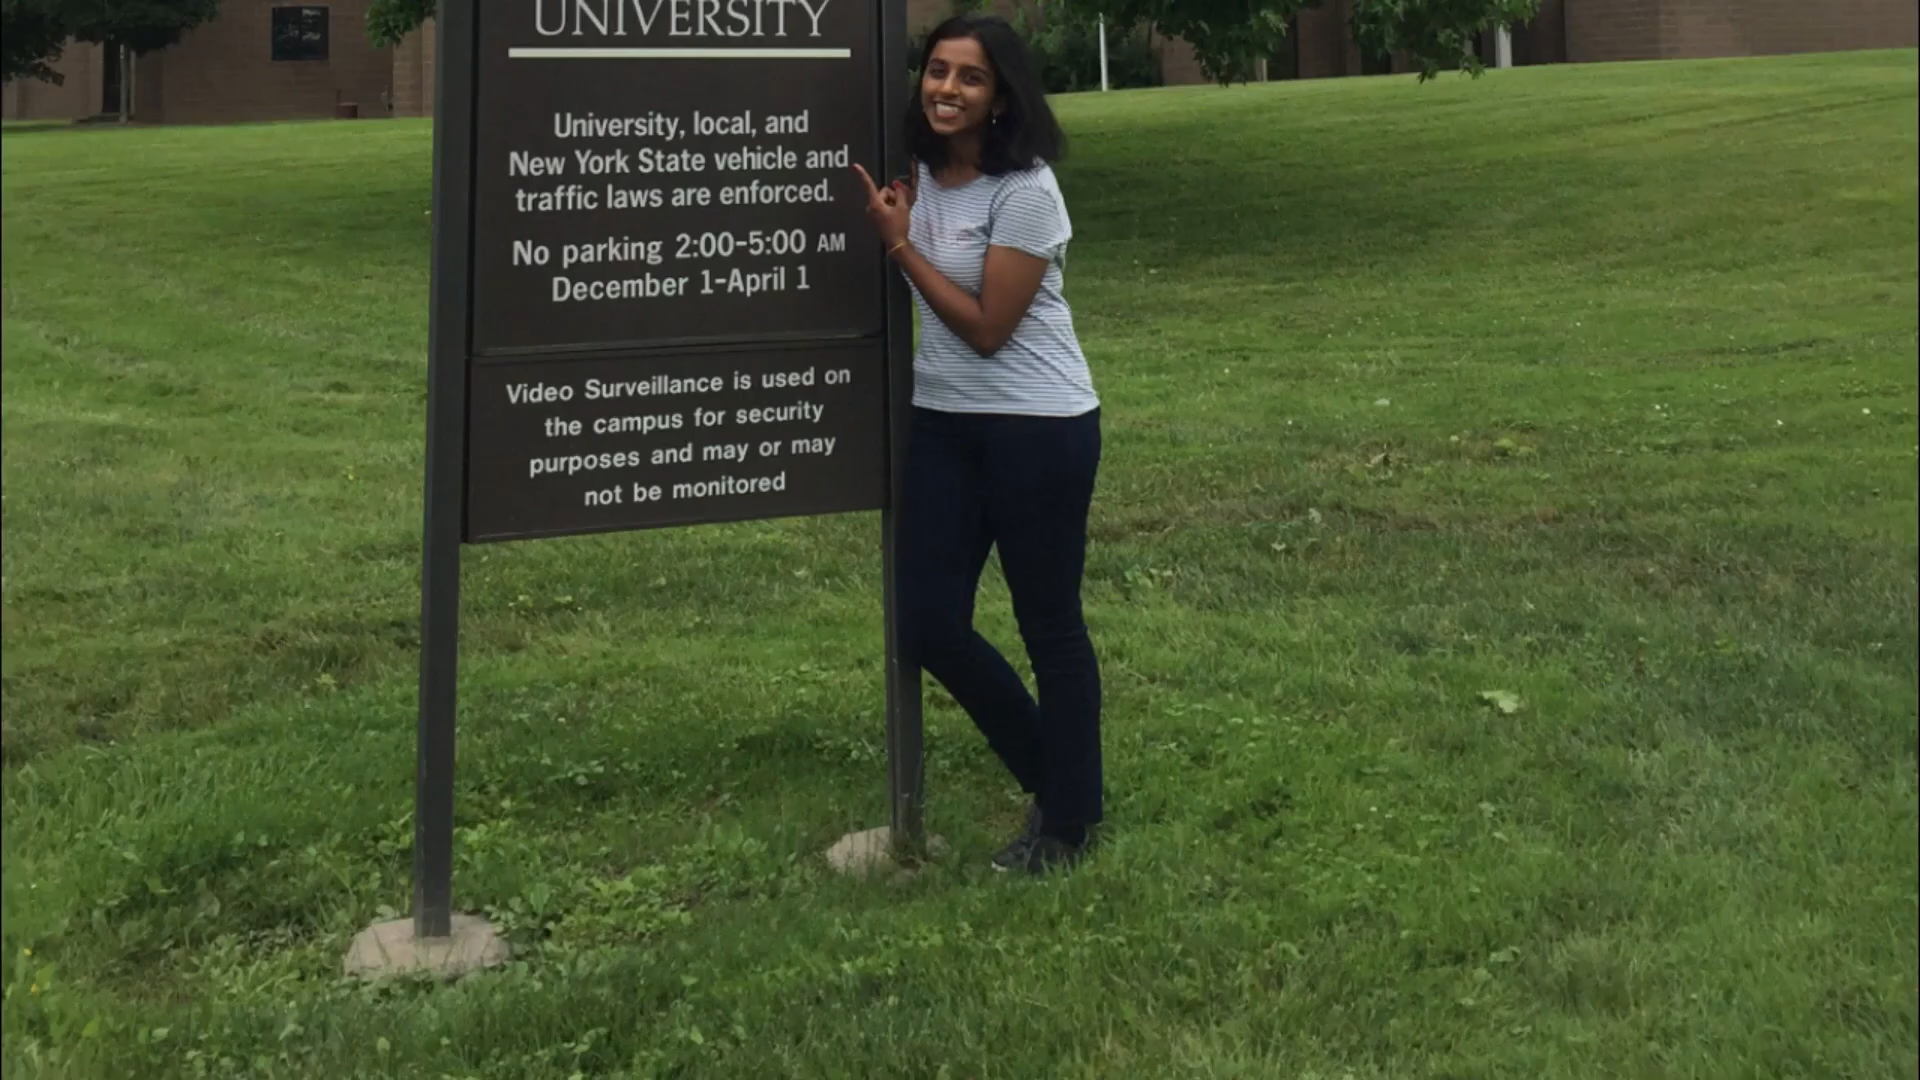 UNIVERSITY
University, local, and
New York State vehicle and
traffic laws are enforced.
No parking 2:00-5:00 AM
December 1-April 1
Video Surveillance is used on
the campus for security
purposes and may or may
not be monitored